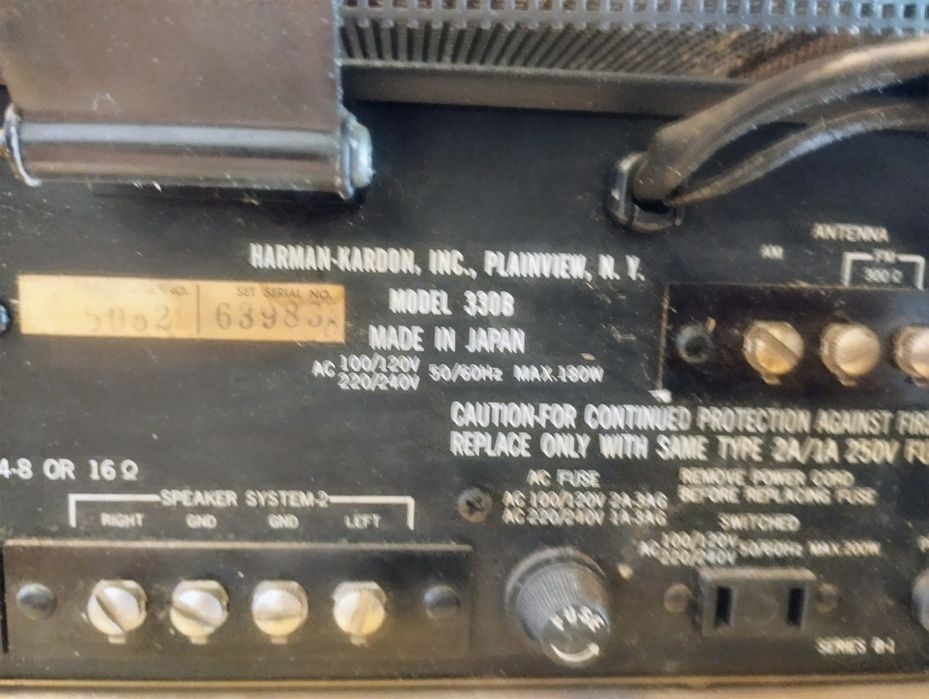 ANTENNA
AM
FM
300 Ω
HARMAN-KARDON, INC., PLAINVIEW, N. Y.
NO.
SET SERIAL NO.
MODEL 330B
MADE IN JAPAN
AC 100/120V 220/240V 50/60Hz MAX. 180W
CAUTION-FOR CONTINUED PROTECTION AGAINST FIRE
REPLACE ONLY WITH SAME TYPE 2A/1A 250V
4-8 OR 16 Ω
SPEAKER SYSTEM-2
RIGHT GND GND LEFT
AC FUSE
AC 100/120V 2A-3AG
AC 220/240V 1A-3AG
REMOVE POWER CORD
BEFORE REPLACING FUSE
SWITCHED
AC 100/120V 220/240V 50/60Hz MAX. 200W
SERIES B-1